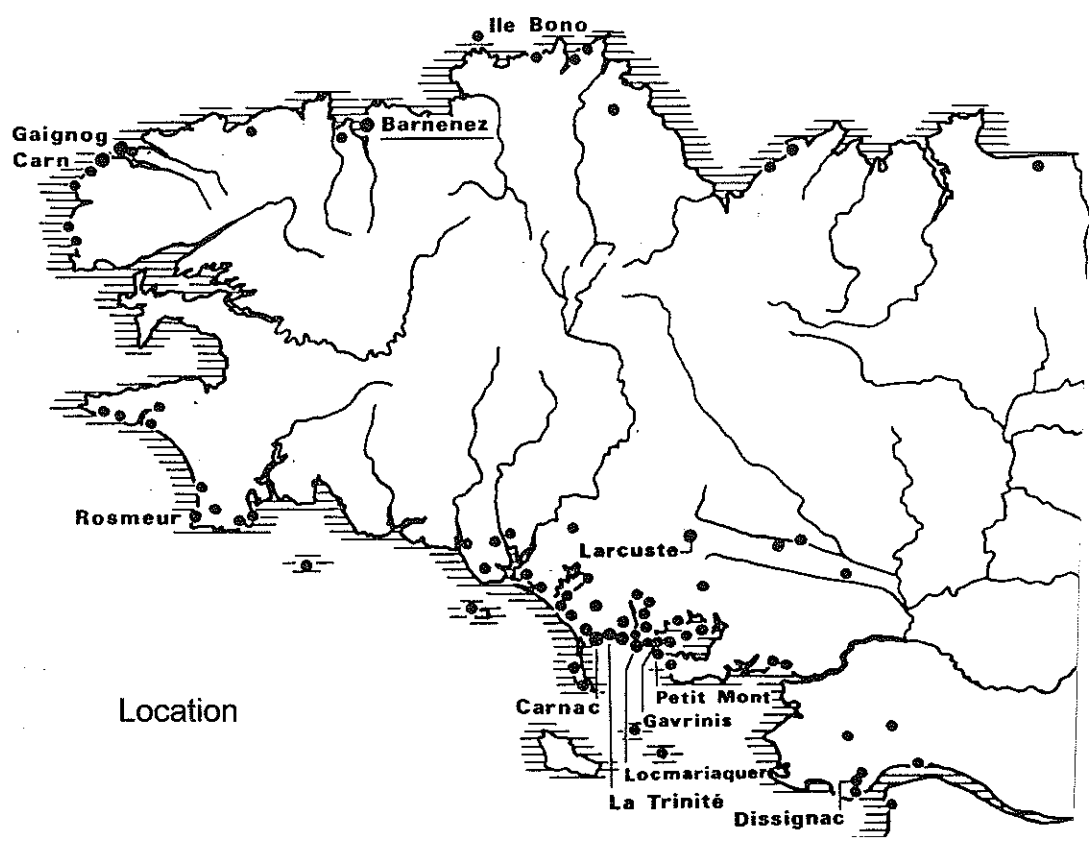 Ile Bono
Barnenez
Gaignog
Carn
Rosmeur
Larcuste
Location
Carnac
Petit Mont
Gavrinis
Locmariaquer
La Trinité
Dissignac